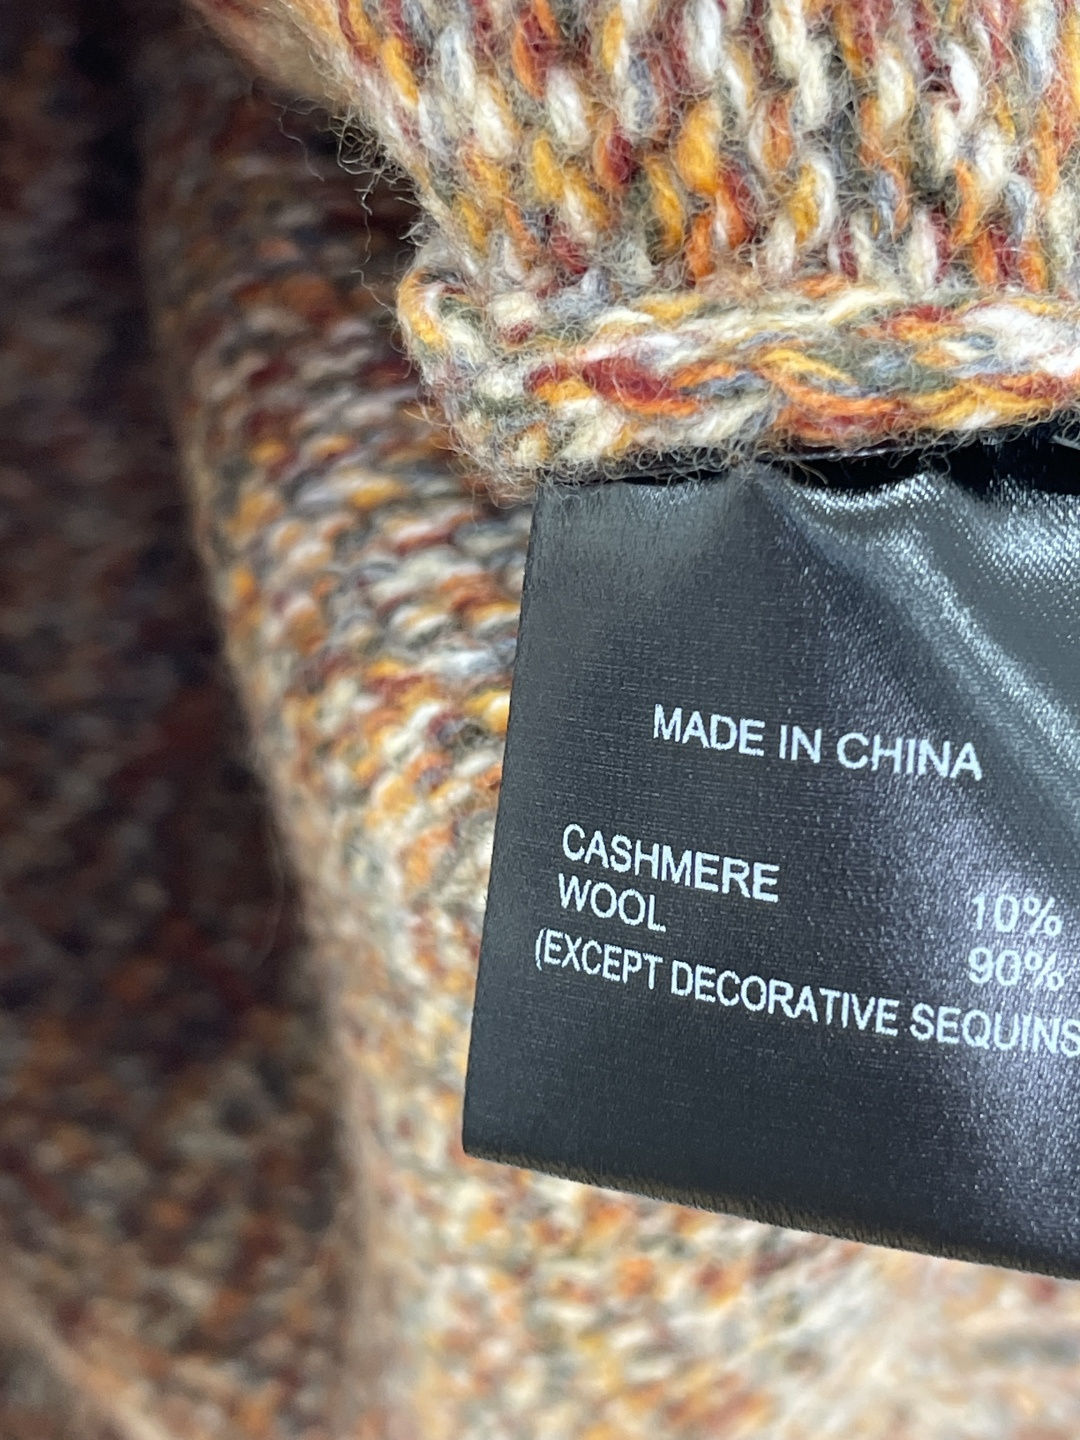 MADE IN CHINA
CASHMERE 10%
WOOL 90%
(EXCEPT DECORATIVE SEQUINS